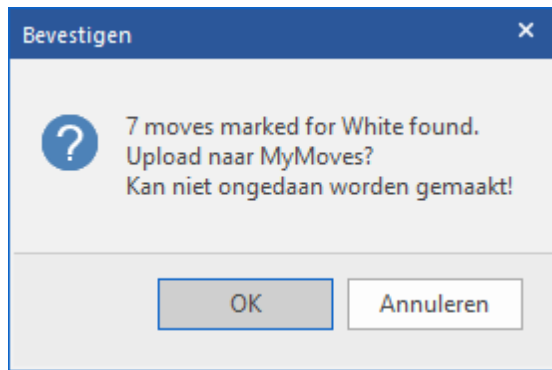 Bevestigen
7 moves marked for White found.
Upload naar MyMoves?
Kan niet ongedaan worden gemaakt!
OK
Annuleren